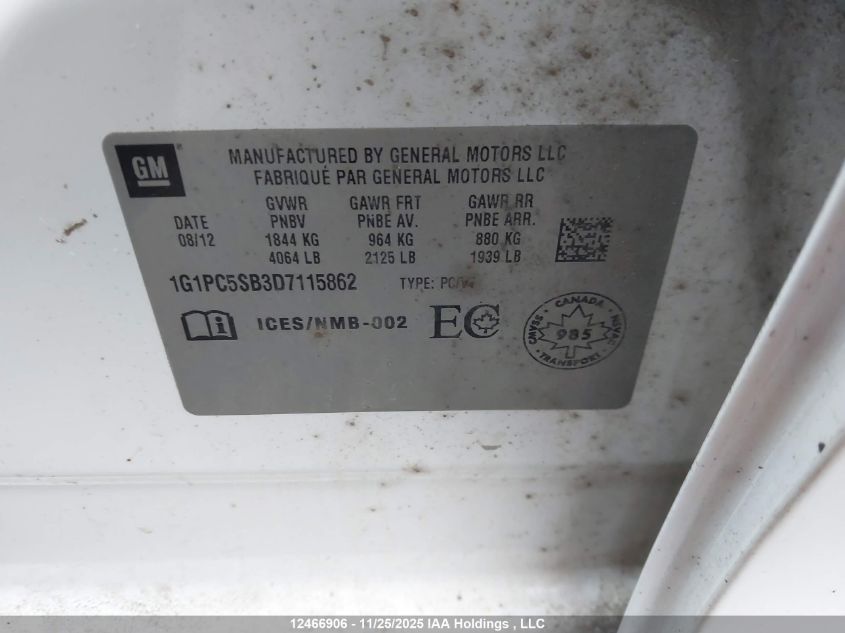 GM
MANUFACTURED BY GENERAL MOTORS LLC
FABRIQUÉ PAR GENERAL MOTORS LLC
DATE
08/12
GVWR
PNBV
1844 KG
4064 LB
GAWR FRT
PNBE AV.
964 KG
2125 LB
GAWR RR
PNBE ARR.
880 KG
1939 LB
1G1PC5SB3D7115862 TYPE:
ICES/NMB-002 EC
CANADA
985
TRANSPORT
12466906 - 11/25/2025 IAA Holdings , LLC